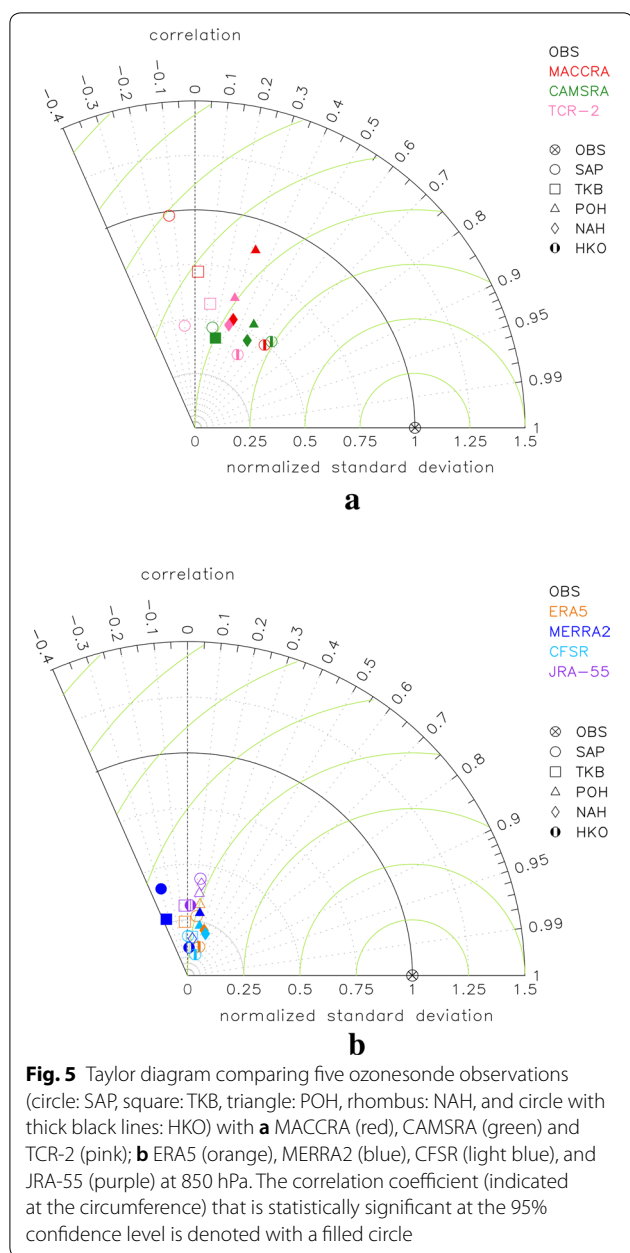 correlation
-0.4 -0.3 -0.2 -0.1 0 0.1 0.2 0.3 0.4 0.5 0.6 0.7 0.8 0.9 0.95 0.99 1
OBS
MACCRA
CAMSRA
TCR-2
OBS
SAP
TKB
POH
NAH
HKO
0 0.25 0.5 0.75 1 1.25 1.5
normalized standard deviation
a
correlation
-0.4 -0.3 -0.2 -0.1 0 0.1 0.2 0.3 0.4 0.5 0.6 0.7 0.8 0.9 0.95 0.99 1
OBS
ERA5
MERRA2
CFSR
JRA-55
OBS
SAP
TKB
POH
NAH
HKO
0 0.25 0.5 0.75 1 1.25 1.5
normalized standard deviation
b
Fig. 5 Taylor diagram comparing five ozonesonde observations
(circle: SAP, square: TKB, triangle: POH, rhombus: NAH, and circle with
thick black lines: HKO) with a MACCRA (red), CAMSRA (green) and
TCR-2 (pink); b ERA5 (orange), MERRA2 (blue), CFSR (light blue), and
JRA-55 (purple) at 850 hPa. The correlation coefficient (indicated
at the circumference) that is statistically significant at the 95%
confidence level is denoted with a filled circle